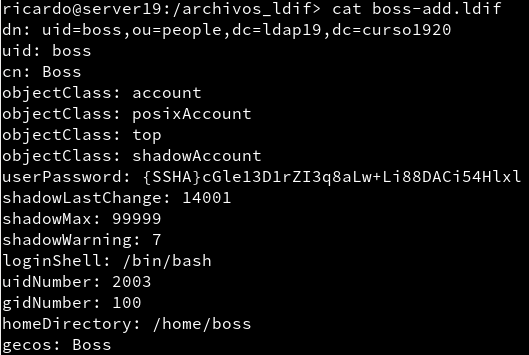 ricardo@server19:/archivos_ldif> cat boss-add.ldif
dn: uid=boss,ou=people,dc=ldap19,dc=curso1920
uid: boss
cn: Boss
objectClass: account
objectClass: posixAccount
objectClass: top
objectClass: shadowAccount
userPassword: {SSHA}cGle13D1rZI3q8aLw+Li88DACi54Hlxl
shadowLastChange: 14001
shadowMax: 99999
shadowWarning: 7
loginShell: /bin/bash
uidNumber: 2003
gidNumber: 100
homeDirectory: /home/boss
gecos: Boss